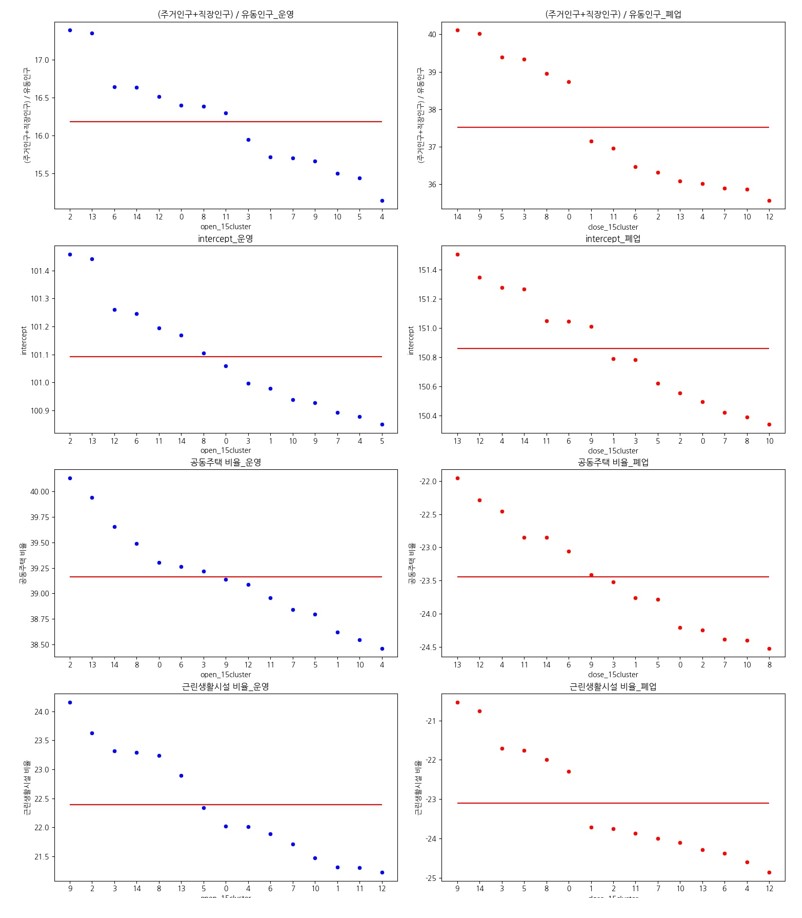 (주거인구+직장인구) / 유동인구_운영
(주거인구+직장인구) / 유동인구
17.0
16.5
16.0
15.5
2 13 6 14 12 0 8 11 3 1 7 9 10 5 4
open_15cluster
(주거인구+직장인구) / 유동인구_폐업
(주거인구+직장인구) / 유동인구
40
39
38
37
36
14 9 5 3 8 0 1 11 6 2 13 4 7 10 12
close_15cluster
intercept_운영
intercept
101.4
101.3
101.2
101.1
101.0
100.9
2 13 12 6 11 14 8 0 3 1 10 9 7 4 5
open_15cluster
intercept_폐업
intercept
151.4
151.2
151.0
150.8
150.6
150.4
13 12 4 14 11 6 9 1 3 5 2 0 7 8 10
close_15cluster
공동주택 비율_운영
공동주택 비율
40.00
39.75
39.50
39.25
39.00
38.75
38.50
2 13 14 8 0 6 3 9 12 11 7 5 1 10 4
open_15cluster
공동주택 비율_폐업
공동주택 비율
-22.0
-22.5
-23.0
-23.5
-24.0
-24.5
13 12 4 11 14 6 9 3 1 5 0 2 7 10 8
close_15cluster
근린생활시설 비율_운영
근린생활시설 비율
24.0
23.5
23.0
22.5
22.0
21.5
9 2 3 14 8 13 5 0 4 6 7 10 1 11 12
open_15cluster
근린생활시설 비율_폐업
근린생활시설 비율
-21
-22
-23
-24
-25
9 14 3 5 8 0 1 2 11 7 10 13 6 4 12
close_15cluster